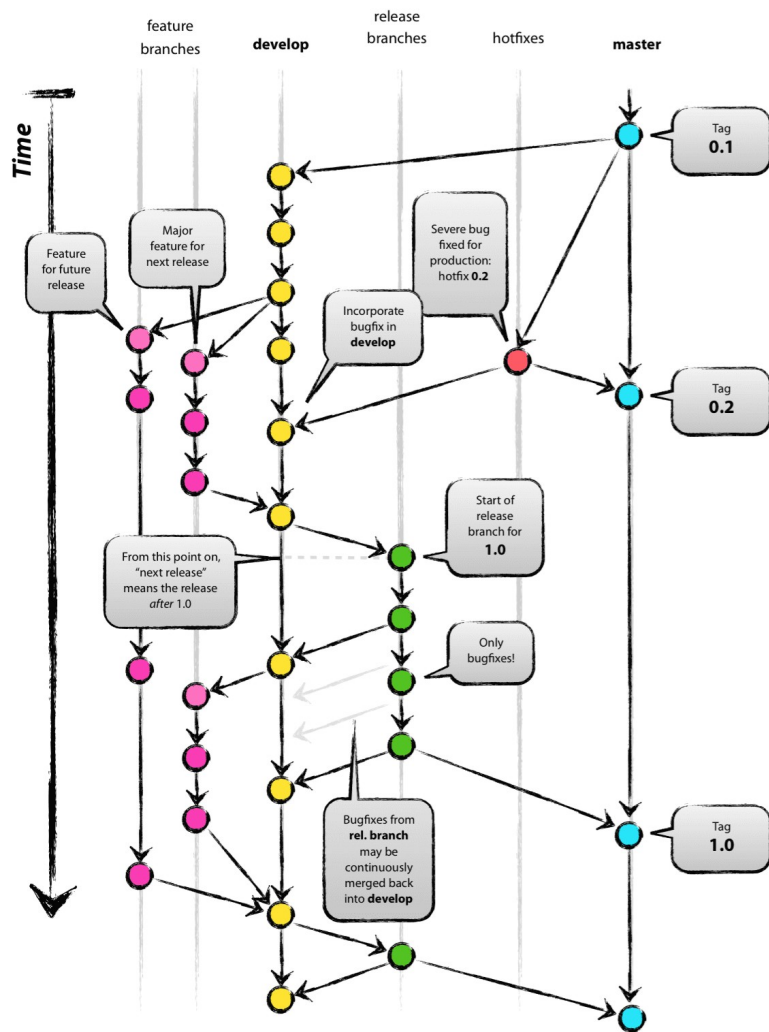 feature
branches
develop
release
branches
hotfixes
master
Time
Tag
0.1
Feature
for future
release
Major
feature for
next release
Severe bug
fixed for
production:
hotfix 0.2
Incorporate
bugfix in
develop
Tag
0.2
Start of
release
branch for
1.0
From this point on,
“next release”
means the release
after 1.0
Only
bugfixes!
Bugfixes from
rel. branch
may be
continuously
merged back
into develop
Tag
1.0